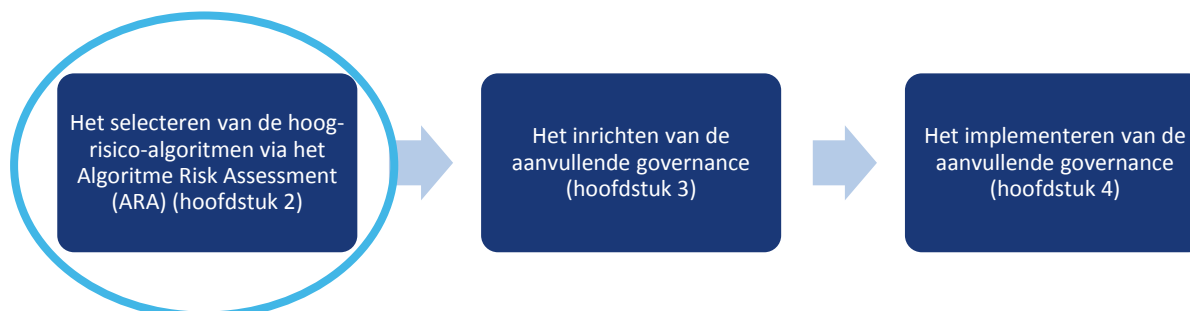 Het selecteren van de hoog-
risico-algoritmen via het
Algoritme Risk Assessment
(ARA) (hoofdstuk 2)
Het inrichten van de
aanvullende governance
(hoofdstuk 3)
Het implementeren van de
aanvullende governance
(hoofdstuk 4)